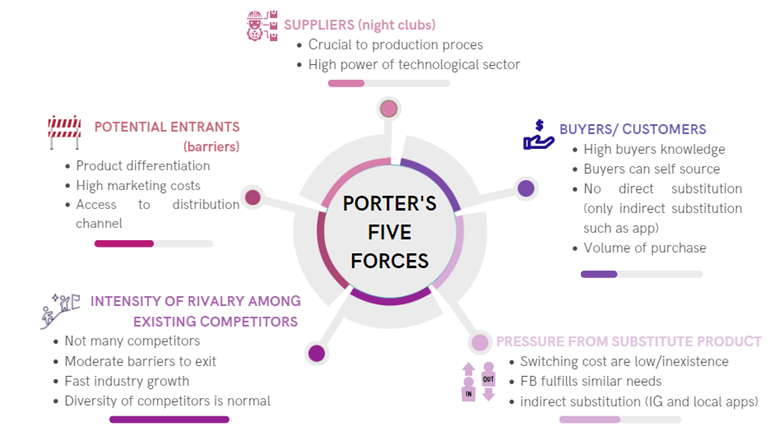 SUPPLIERS (night clubs)
Crucial to production proces
High power of technological sector
POTENTIAL ENTRANTS
(barriers)
Product differentiation
High marketing costs
Access to distribution
channel
$
BUYERS/ CUSTOMERS
High buyers knowledge
Buyers can self source
No direct substitution
(only indirect substitution
such as app)
Volume of purchase
PORTER'S
FIVE
FORCES
INTENSITY OF RIVALRY AMONG
EXISTING COMPETITORS
Not many competitors
Moderate barriers to exit
Fast industry growth
Diversity of competitors is normal
PRESSURE FROM SUBSTITUTE PRODUCT
Switching cost are low/inexistence
FB fulfills similar needs
indirect substitution (IG and local apps)
OUT
IN